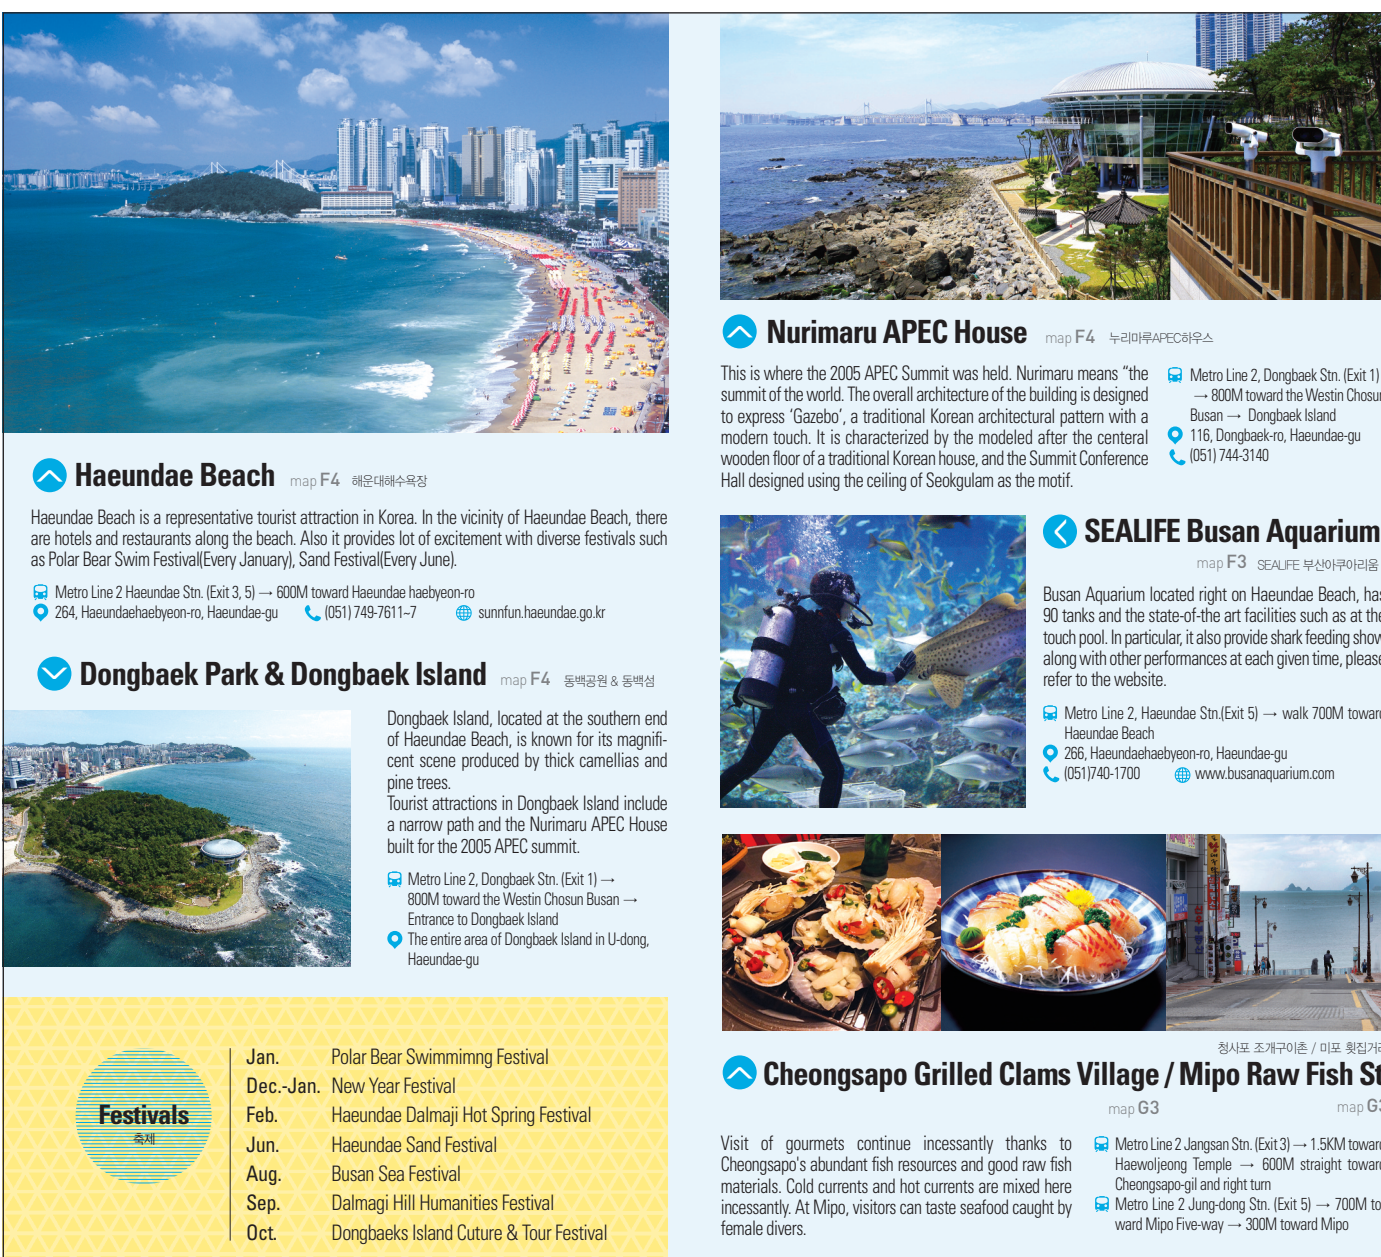 Haeundae Beach map F4 해운대해수욕장
Haeundae Beach is a representative tourist attraction in Korea. In the vicinity of Haeundae Beach, there
are hotels and restaurants along the beach. Also it provides lot of excitement with diverse festivals such
as Polar Bear Swim Festival(Every January), Sand Festival(Every June).
Metro Line 2 Haeundae Stn. (Exit 3, 5) → 600M toward Haeundae haebyeon-ro
264, Haeundaehaebyeon-ro, Haeundae-gu (051) 749-7611~7 sunnfun.haeundae.go.kr
Dongbaek Park & Dongbaek Island map F4 동백공원 & 동백섬
Dongbaek Island, located at the southern end
of Haeundae Beach, is known for its magnifi-
cent scene produced by thick camellias and
pine trees.
Tourist attractions in Dongbaek Island include
a narrow path and the Nurimaru APEC House
built for the 2005 APEC summit.
Metro Line 2, Dongbaek Stn. (Exit 1) →
800M toward the Westin Chosun Busan →
Entrance to Dongbaek Island
The entire area of Dongbaek Island in U-dong,
Haeundae-gu
Festivals
축제
Jan. Polar Bear Swimmimng Festival
Dec.-Jan. New Year Festival
Feb. Haeundae Dalmaji Hot Spring Festival
Jun. Haeundae Sand Festival
Aug. Busan Sea Festival
Sep. Dalmagi Hill Humanities Festival
Oct. Dongbaeks Island Cuture & Tour Festival
Nurimaru APEC House map F4 누리마루APEC하우스
This is where the 2005 APEC Summit was held. Nurimaru means “the
summit of the world. The overall architecture of the building is designed
to express ‘Gazebo’, a traditional Korean architectural pattern with a
modern touch. It is characterized by the modeled after the centeral
wooden floor of a traditional Korean house, and the Summit Conference
Hall designed using the ceiling of Seokgulam as the motif.
Metro Line 2, Dongbaek Stn. (Exit 1)
→ 800M toward the Westin Chosun
Busan → Dongbaek Island
116, Dongbaek-ro, Haeundae-gu
(051) 744-3140
SEALIFE Busan Aquarium
map F3 SEALIFE 부산아쿠아리움
Busan Aquarium located right on Haeundae Beach, has
90 tanks and the state-of-the art facilities such as at the
touch pool. In particular, it also provide shark feeding show
along with other performances at each given time, please
refer to the website.
Metro Line 2, Haeundae Stn.(Exit 5) → walk 700M toward
Haeundae Beach
266, Haeundaehaebyeon-ro, Haeundae-gu
(051)740-1700 www.busanaquarium.com
청사포 조개구이촌 / 미포 횟집거리
Cheongsapo Grilled Clams Village / Mipo Raw Fish St
map G3 map G3
Visit of gourmets continue incessantly thanks to
Cheongsapo's abundant fish resources and good raw fish
materials. Cold currents and hot currents are mixed here
incessantly. At Mipo, visitors can taste seafood caught by
female divers.
Metro Line 2 Jangsan Stn. (Exit 3) → 1.5KM toward
Haewoljeong Temple → 600M straight toward
Cheongsapo-gil and right turn
Metro Line 2 Jung-dong Stn. (Exit 5) → 700M to-
ward Mipo Five-way → 300M toward Mipo